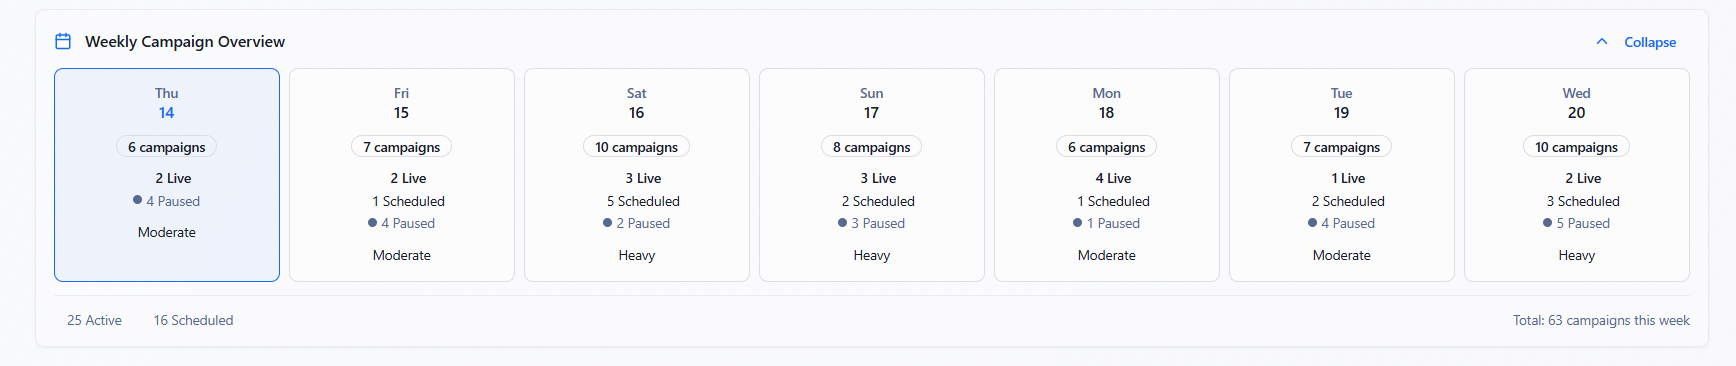 Weekly Campaign Overview
Collapse
Thu
14
6 campaigns
2 Live
4 Paused
Moderate
Fri
15
7 campaigns
2 Live
1 Scheduled
4 Paused
Moderate
Sat
16
10 campaigns
3 Live
5 Scheduled
2 Paused
Heavy
Sun
17
8 campaigns
3 Live
2 Scheduled
3 Paused
Heavy
Mon
18
6 campaigns
4 Live
1 Scheduled
1 Paused
Moderate
Tue
19
7 campaigns
1 Live
2 Scheduled
4 Paused
Moderate
Wed
20
10 campaigns
2 Live
3 Scheduled
5 Paused
Heavy
25 Active
16 Scheduled
Total: 63 campaigns this week